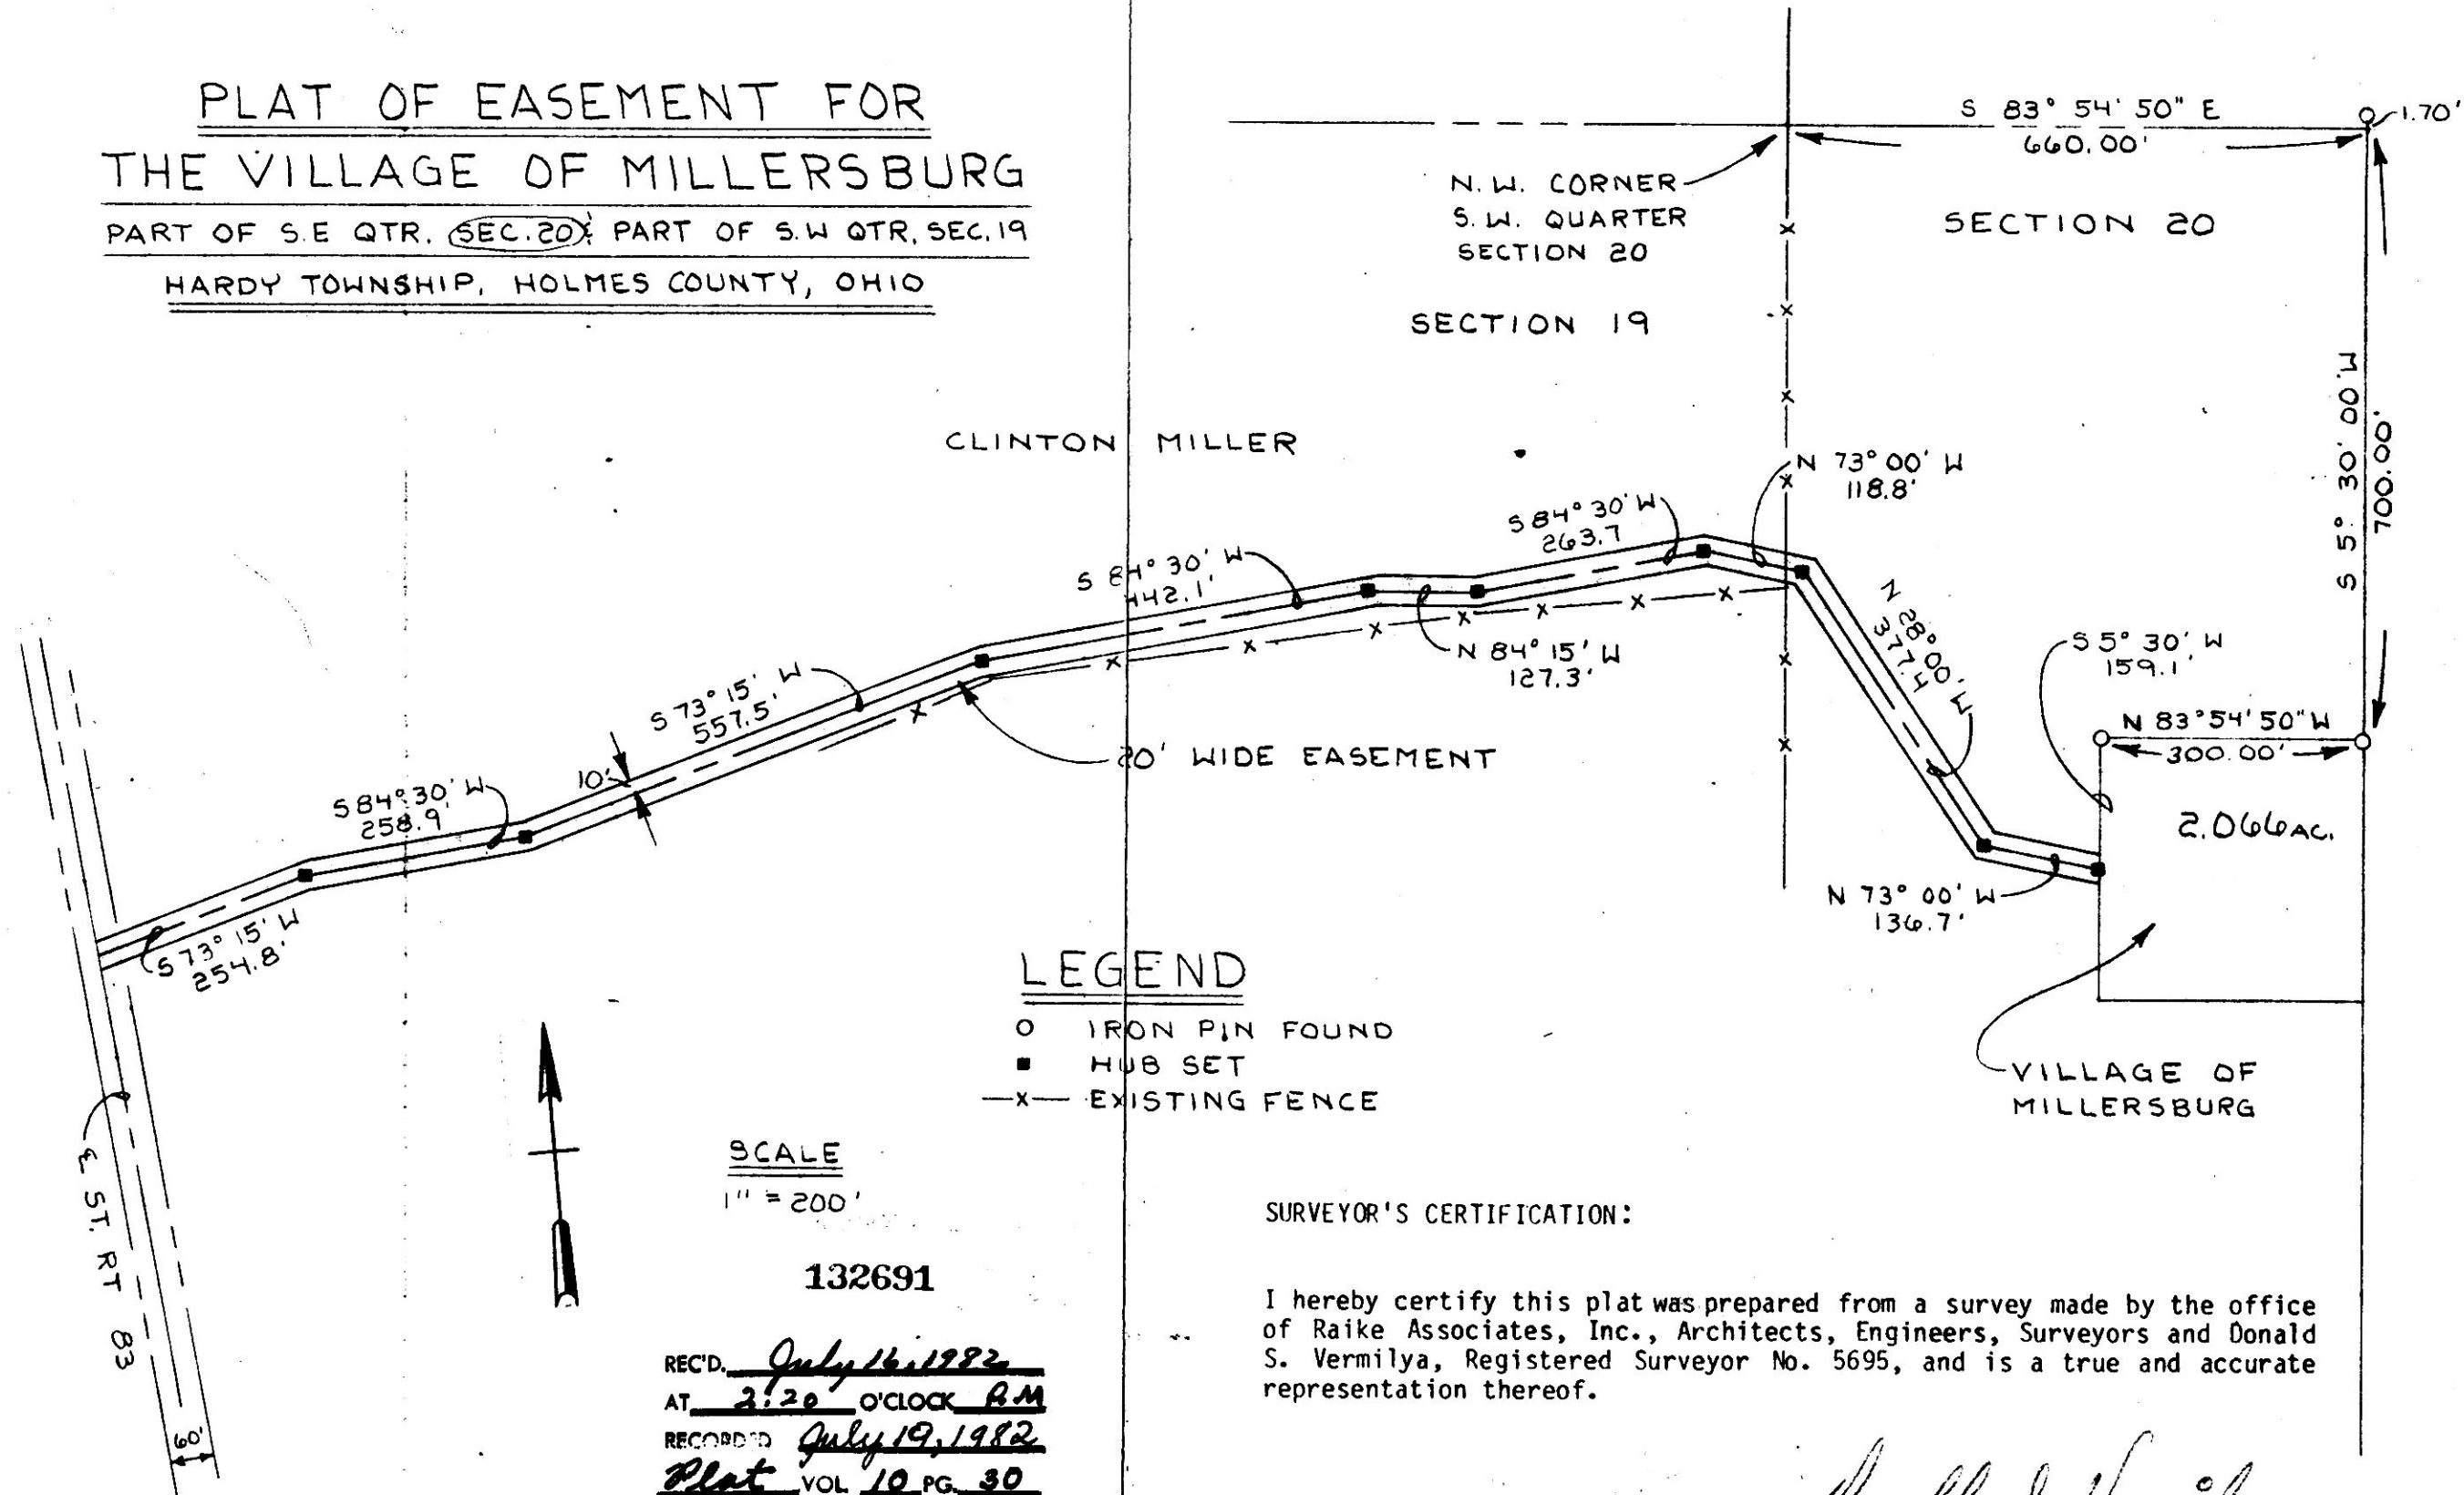 PLAT OF EASEMENT FOR
THE VILLAGE OF MILLERSBURG
PART OF S.E QTR. SEC.20 & PART OF S.W QTR, SEC.19
HARDY TOWNSHIP, HOLMES COUNTY, OHIO
S 83° 54' 50" E
660.00'
1.70'
N.W. CORNER
S.W. QUARTER
SECTION 20
SECTION 20
SECTION 19
S 5° 30' 00" W
700.00'
CLINTON MILLER
N 73° 00' W
118.8'
S 84° 30' W
263.7
S 84° 30' W
442.1'
N 84° 15' W
127.3'
N 28° 00' W
377.4
S 5° 30' W
159.1'
N 83° 54' 50" W
300.00'
2.066 AC.
S 73° 15' W
557.5'
10'
20' WIDE EASEMENT
S 84° 30' W
258.9'
S 73° 15' W
254.8'
N 73° 00' W
136.7'
VILLAGE OF
MILLERSBURG
LEGEND
IRON PIN FOUND
HUB SET
—x— EXISTING FENCE
℄ ST. RT 83
60'
SCALE
1" = 200'
132691
REC'D. July 16, 1982
AT 2:20 O'CLOCK P.M
RECORDED July 19, 1982
Plat VOL 10 PG. 30
SURVEYOR'S CERTIFICATION:
I hereby certify this plat was prepared from a survey made by the office
of Raike Associates, Inc., Architects, Engineers, Surveyors and Donald
S. Vermilya, Registered Surveyor No. 5695, and is a true and accurate
representation thereof.